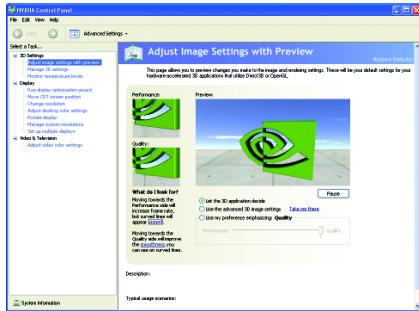 NVIDIA Control Panel
File Edit View Help
Advanced Settings
Select a Task...
3D Settings
Adjust image settings with preview
Manage 3D settings
Monitor temperature levels
Display
Run display optimization wizard
Move CRT screen position
Change resolution
Adjust desktop color settings
Rotate display
Manage custom resolutions
Set up multiple displays
Video & Television
Adjust video color settings
System Information
Adjust Image Settings with Preview
Restore Defaults
This page allows you to preview changes you make to the image and rendering settings. These will be your default settings for your
hardware-accelerated 3D applications that utilize Direct3D or OpenGL.
Performance:
Preview:
Quality:
Pause
What do I look for?
Moving towards the
Performance side will
increase frame rate,
but curved lines will
appear
Moving towards the
Quality side will improve
the smoothness you
can see on curved lines.
Let the 3D application decide
Use the advanced 3D image settings Take me there
Use my preference emphasizing: Quality
Performance Quality
Description:
Typical usage scenarios: